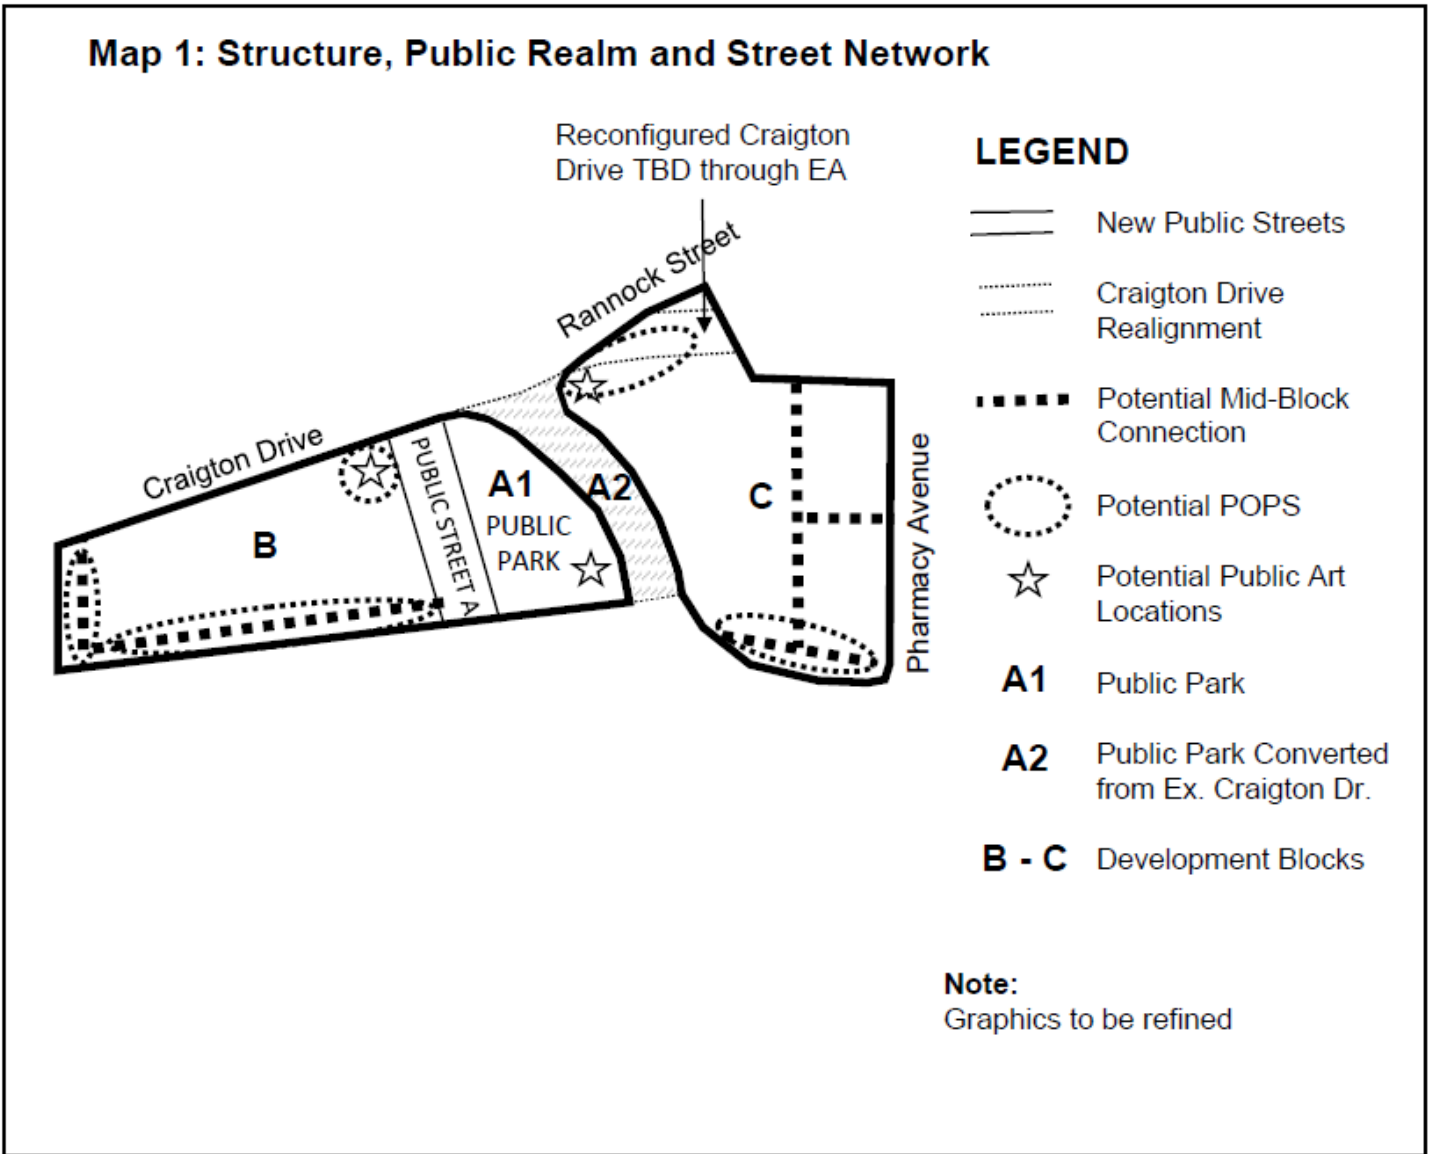 Map 1: Structure, Public Realm and Street Network
Reconfigured Craigton
Drive TBD through EA
Rannock Street
Craigton Drive
PUBLIC STREET A
A1
PUBLIC
PARK
A2
B
C
Pharmacy Avenue
LEGEND
New Public Streets
Craigton Drive
Realignment
Potential Mid-Block
Connection
Potential POPS
Potential Public Art
Locations
A1 Public Park
A2 Public Park Converted
from Ex. Craigton Dr.
B - C Development Blocks
Note:
Graphics to be refined